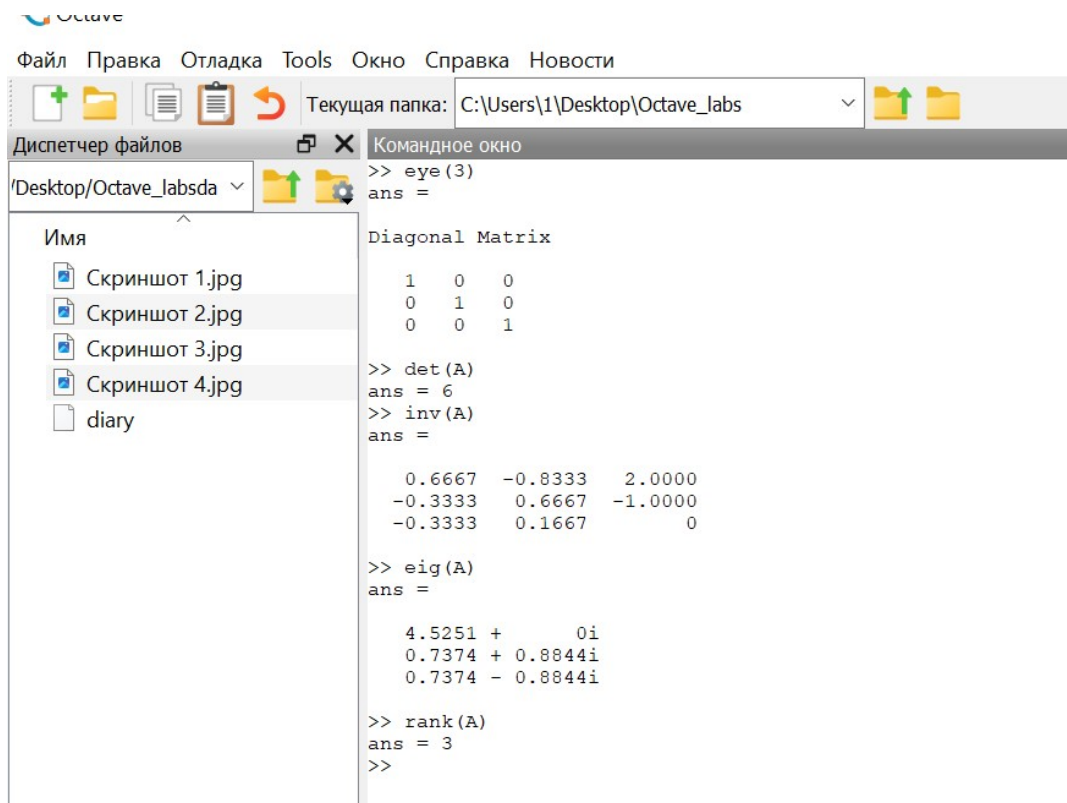 Octave
Файл Правка Отладка Tools Окно Справка Новости
Текущая папка: C:\Users\1\Desktop\Octave_labs
Диспетчер файлов
/Desktop/Octave_labsda
Имя
Скриншот 1.jpg
Скриншот 2.jpg
Скриншот 3.jpg
Скриншот 4.jpg
diary
Командное окно
>> eye(3)
ans =
Diagonal Matrix
1 0 0
0 1 0
0 0 1
>> det(A)
ans = 6
>> inv(A)
ans =
0.6667 -0.8333 2.0000
-0.3333 0.6667 -1.0000
-0.3333 0.1667 0
>> eig(A)
ans =
4.5251 + 0i
0.7374 + 0.8844i
0.7374 - 0.8844i
>> rank(A)
ans = 3
>>